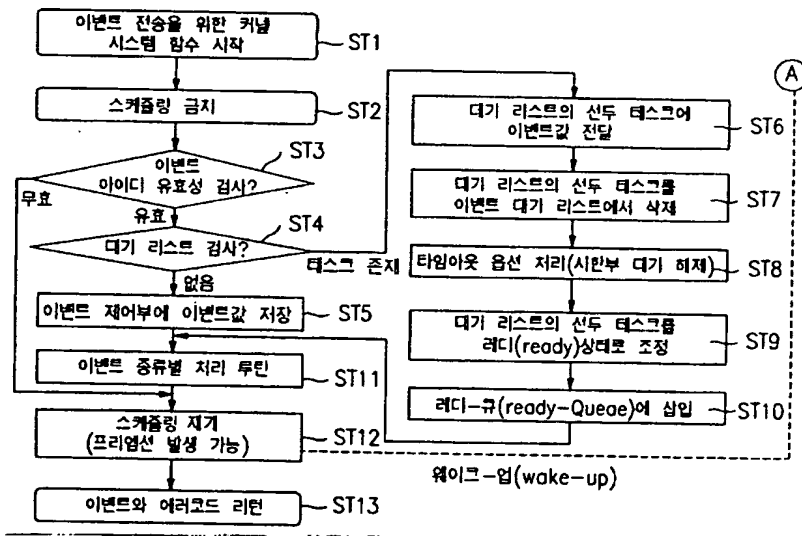 이벤트 전송을 위한 커널
시스템 함수 시작
ST1
스케쥴링 금지
ST2
이벤트
아이디 유효성 검사?
ST3
무효
유효
대기 리스트 검사?
ST4
테스크 존재
없음
이벤트 제어부에 이벤트값 저장
ST5
이벤트 종류별 처리 루틴
ST11
스케쥴링 재개
(프리엠션 발생 가능)
ST12
이벤트와 에러코드 리턴
ST13
A
대기 리스트의 선두 테스크에
이벤트값 전달
ST6
대기 리스트의 선두 테스크를
이벤트 대기 리스트에서 삭제
ST7
타임아웃 옵션 처리(시한부 대기 해제)
ST8
대기 리스트의 선두 테스크를
레디(ready)상태로 조정
ST9
레디-큐(ready-Queae)에 삽입
ST10
웨이크-업(wake-up)